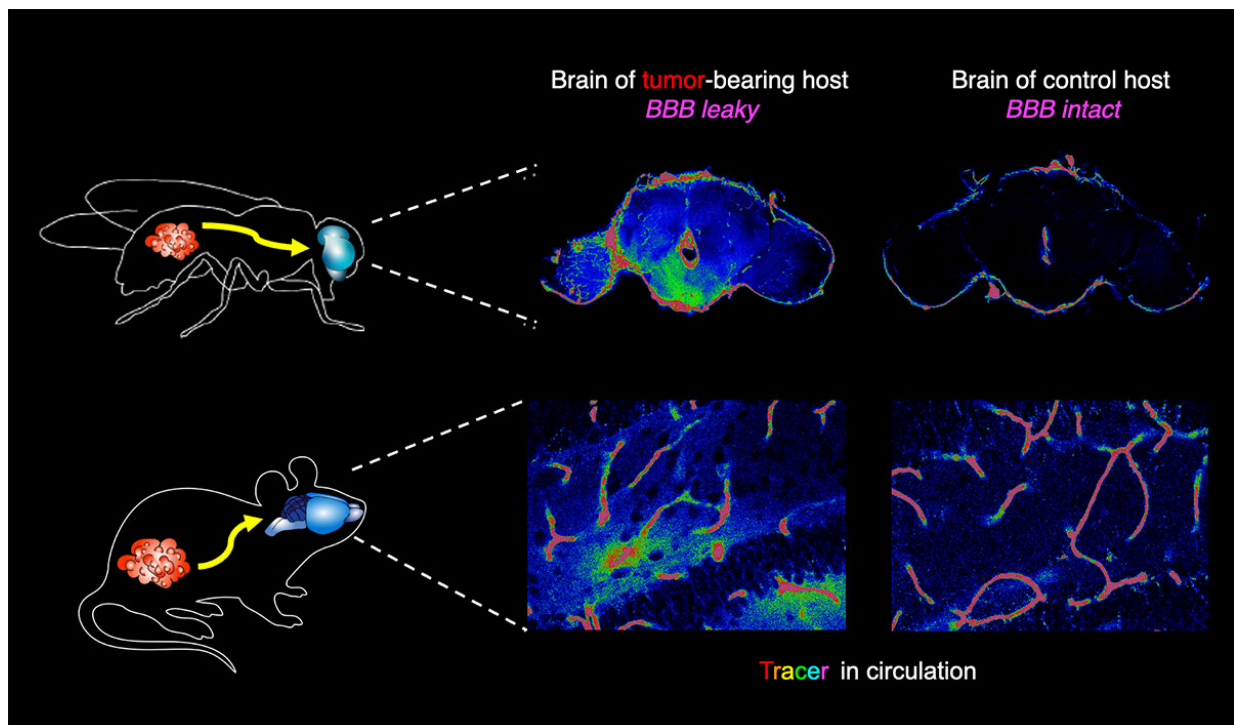 Brain of tumor-bearing host
BBB leaky
Brain of control host
BBB intact
Tracer in circulation